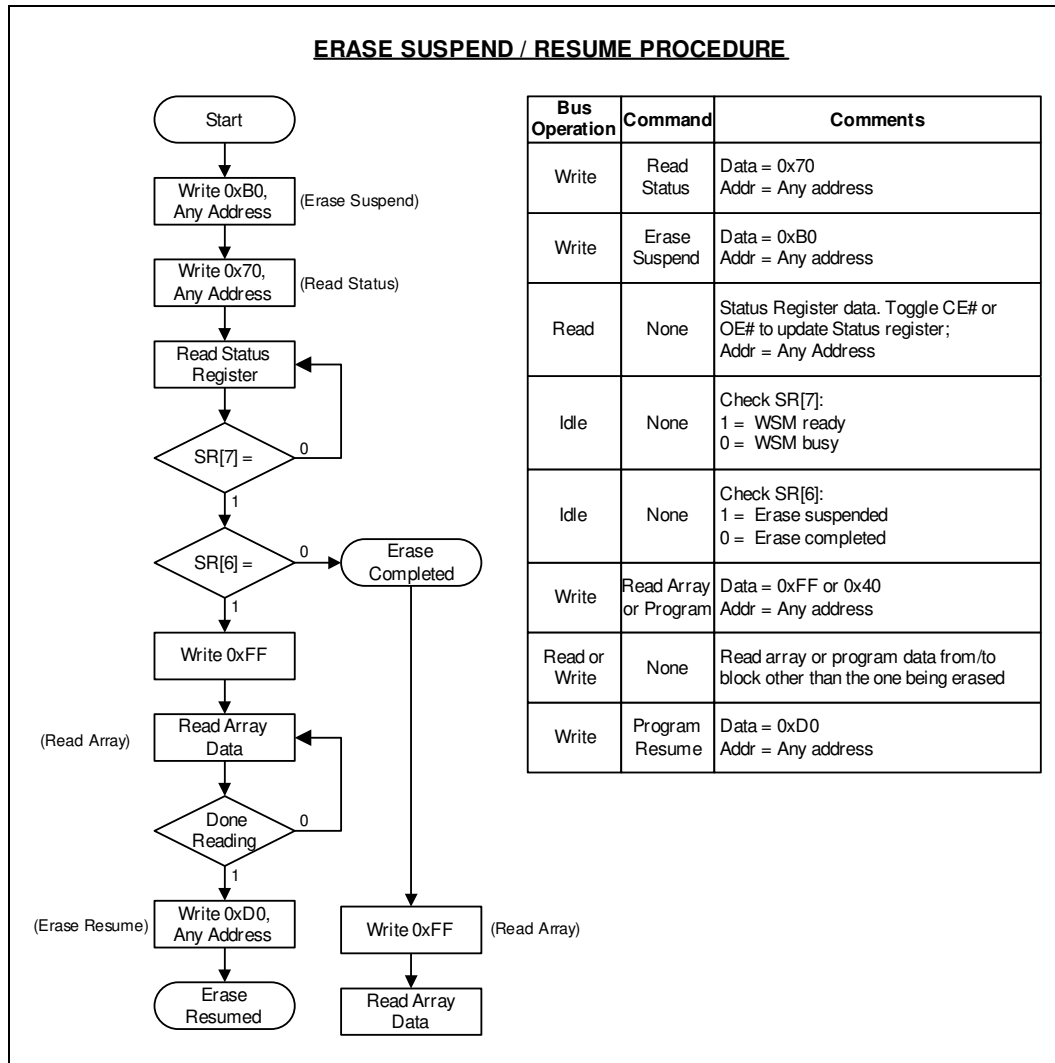 ERASE SUSPEND / RESUME PROCEDURE
Start
Write 0xB0,
Any Address
(Erase Suspend)
Write 0x70,
Any Address
(Read Status)
Read Status
Register
SR[7] =
0
1
SR[6] =
0
Erase
Completed
1
Write 0xFF
(Read Array)
Read Array
Data
Done
Reading
0
1
(Erase Resume)
Write 0xD0,
Any Address
Erase
Resumed
Write 0xFF
(Read Array)
Read Array
Data
Bus
Operation
Command
Comments
Write
Read
Status
Data = 0x70
Addr = Any address
Write
Erase
Suspend
Data = 0xB0
Addr = Any address
Read
None
Status Register data. Toggle CE# or
OE# to update Status register;
Addr = Any Address
Idle
None
Check SR[7]:
1 = WSM ready
0 = WSM busy
Idle
None
Check SR[6]:
1 = Erase suspended
0 = Erase completed
Write
Read Array
or Program
Data = 0xFF or 0x40
Addr = Any address
Read or
Write
None
Read array or program data from/to
block other than the one being erased
Write
Program
Resume
Data = 0xD0
Addr = Any address